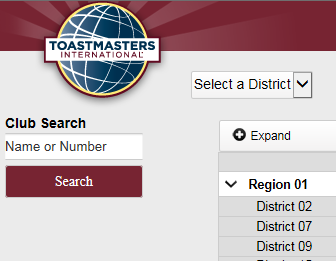 TOASTMASTERS
INTERNATIONAL
Select a District
Club Search
Name or Number
Search
Expand
Region 01
District 02
District 07
District 09